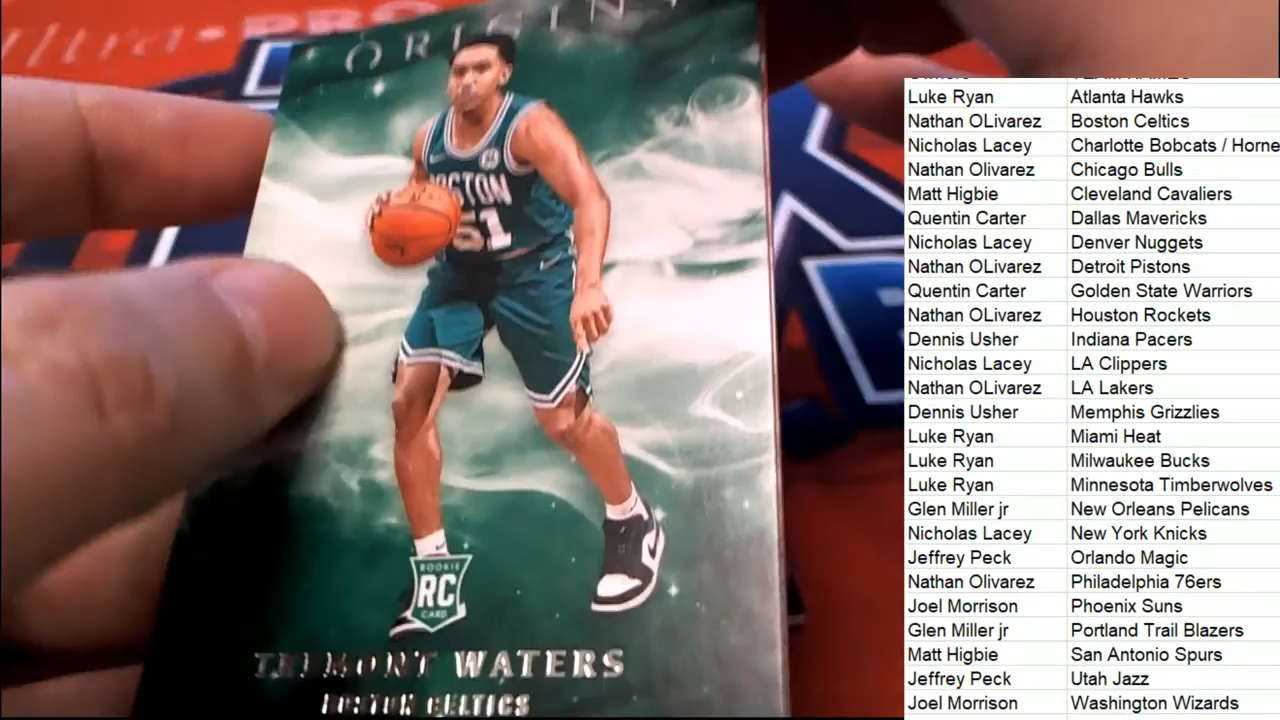 Ultra PRO
ORIGINS
BOSTON
51
ROOKIE
RC
CARD
TREMONT WATERS
BOSTON CELTICS
Luke Ryan Atlanta Hawks
Nathan OLivarez Boston Celtics
Nicholas Lacey Charlotte Bobcats / Horne
Nathan Olivarez Chicago Bulls
Matt Higbie Cleveland Cavaliers
Quentin Carter Dallas Mavericks
Nicholas Lacey Denver Nuggets
Nathan OLivarez Detroit Pistons
Quentin Carter Golden State Warriors
Nathan OLivarez Houston Rockets
Dennis Usher Indiana Pacers
Nicholas Lacey LA Clippers
Nathan OLivarez LA Lakers
Dennis Usher Memphis Grizzlies
Luke Ryan Miami Heat
Luke Ryan Milwaukee Bucks
Luke Ryan Minnesota Timberwolves
Glen Miller jr New Orleans Pelicans
Nicholas Lacey New York Knicks
Jeffrey Peck Orlando Magic
Nathan Olivarez Philadelphia 76ers
Joel Morrison Phoenix Suns
Glen Miller jr Portland Trail Blazers
Matt Higbie San Antonio Spurs
Jeffrey Peck Utah Jazz
Joel Morrison Washington Wizards